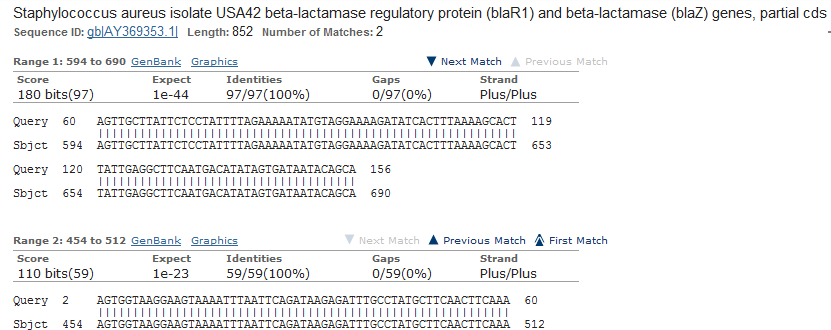 Staphylococcus aureus isolate USA42 beta-lactamase regulatory protein (blaR1) and beta-lactamase (blaZ) genes, partial cds
Sequence ID: gb|AY369353.1| Length: 852 Number of Matches: 2
Range 1: 594 to 690 GenBank Graphics Next Match Previous Match
Score Expect Identities Gaps Strand
180 bits(97) 1e-44 97/97(100%) 0/97(0%) Plus/Plus
Query 60 AGTTGCTTATTCTCCTATTTTAGAAAAATATGTAGGAAAAGATATCACTTTAAAAGCACT 119
Sbjct 594 AGTTGCTTATTCTCCTATTTTAGAAAAATATGTAGGAAAAGATATCACTTTAAAAGCACT 653
Query 120 TATTGAGGCTTCAATGACATATAGTGATAATACAGCA 156
Sbjct 654 TATTGAGGCTTCAATGACATATAGTGATAATACAGCA 690
Range 2: 454 to 512 GenBank Graphics Next Match Previous Match First Match
Score Expect Identities Gaps Strand
110 bits(59) 1e-23 59/59(100%) 0/59(0%) Plus/Plus
Query 2 AGTGGTAAGGAAGTAAAATTTAATTCAGATAAGAGATTTGCCTATGCTTCAACTTCAAA 60
Sbjct 454 AGTGGTAAGGAAGTAAAATTTAATTCAGATAAGAGATTTGCCTATGCTTCAACTTCAAA 512